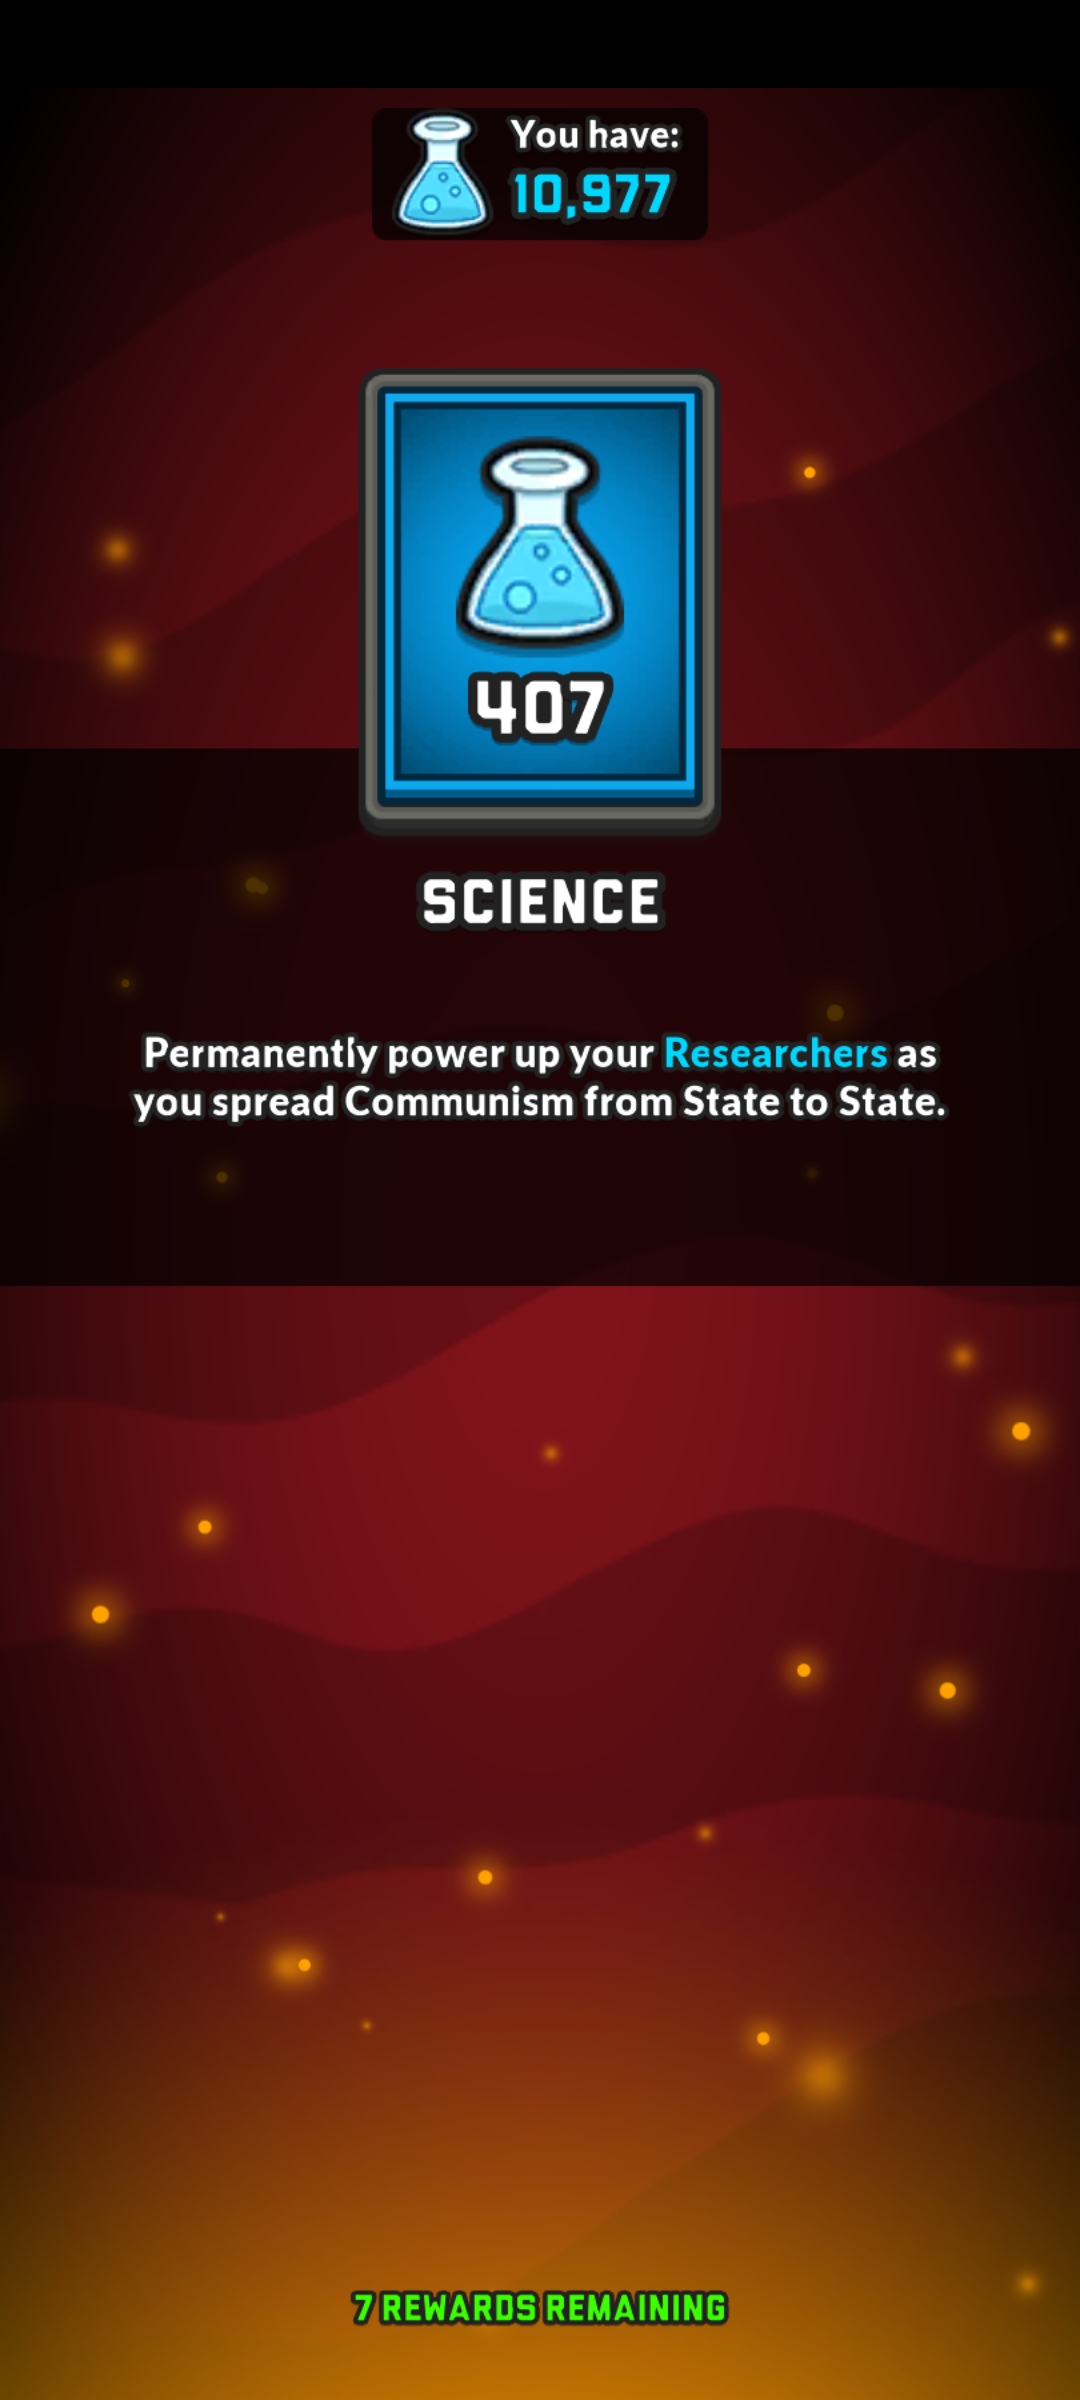 You have:
10,977
407
SCIENCE
Permanently power up your Researchers as
you spread Communism from State to State.
7 REWARDS REMAINING